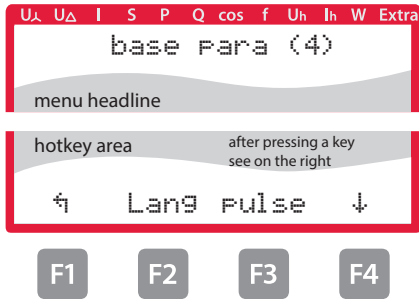 U⅄ U∆ I S P Q cos f Uh Ih W Extra
base para (4)
menu headline
hotkey area
after pressing a key
see on the right
↰ Lang pulse ↓
F1 F2 F3 F4